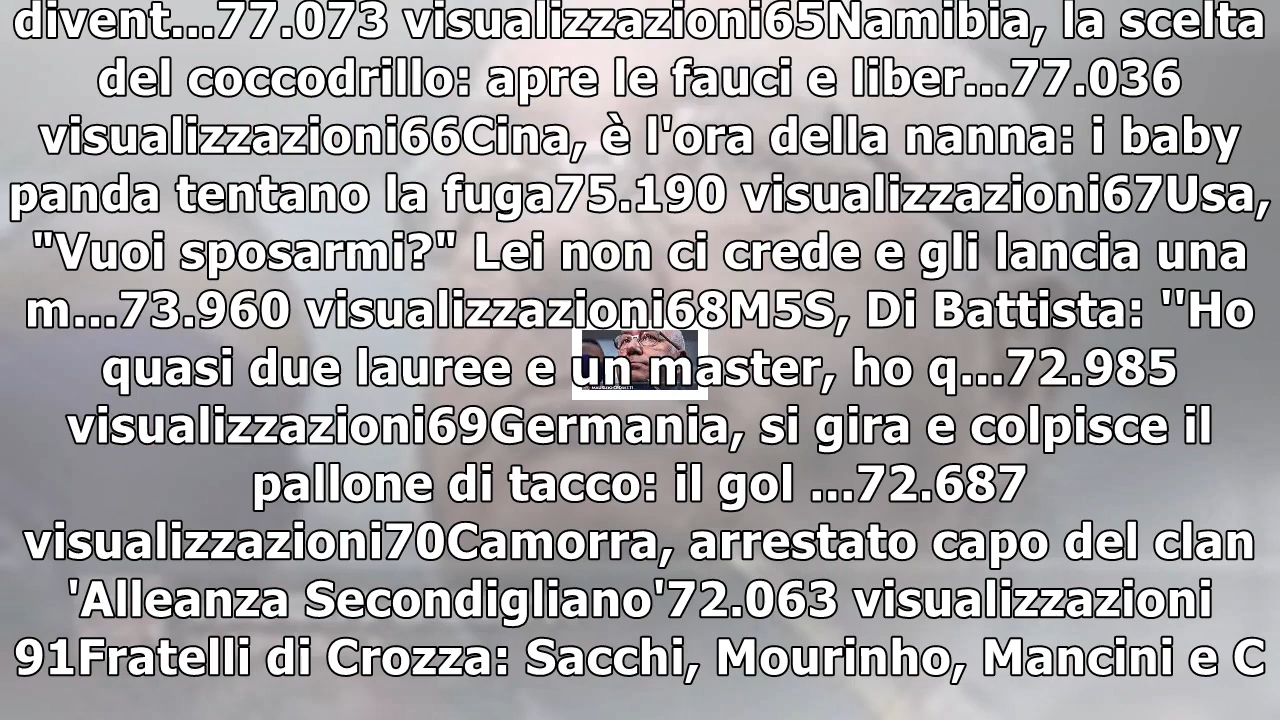 divent...77.073 visualizzazioni65Namibia, la scelta
del coccodrillo: apre le fauci e liber...77.036
visualizzazioni66Cina, è l'ora della nanna: i baby
panda tentano la fuga75.190 visualizzazioni67Usa,
"Vuoi sposarmi?" Lei non ci crede e gli lancia una
m...73.960 visualizzazioni68M5S, Di Battista: "Ho
quasi due lauree e un master, ho q...72.985
visualizzazioni69Germania, si gira e colpisce il
pallone di tacco: il gol ...72.687
visualizzazioni70Camorra, arrestato capo del clan
'Alleanza Secondigliano'72.063 visualizzazioni
91Fratelli di Crozza: Sacchi, Mourinho, Mancini e C